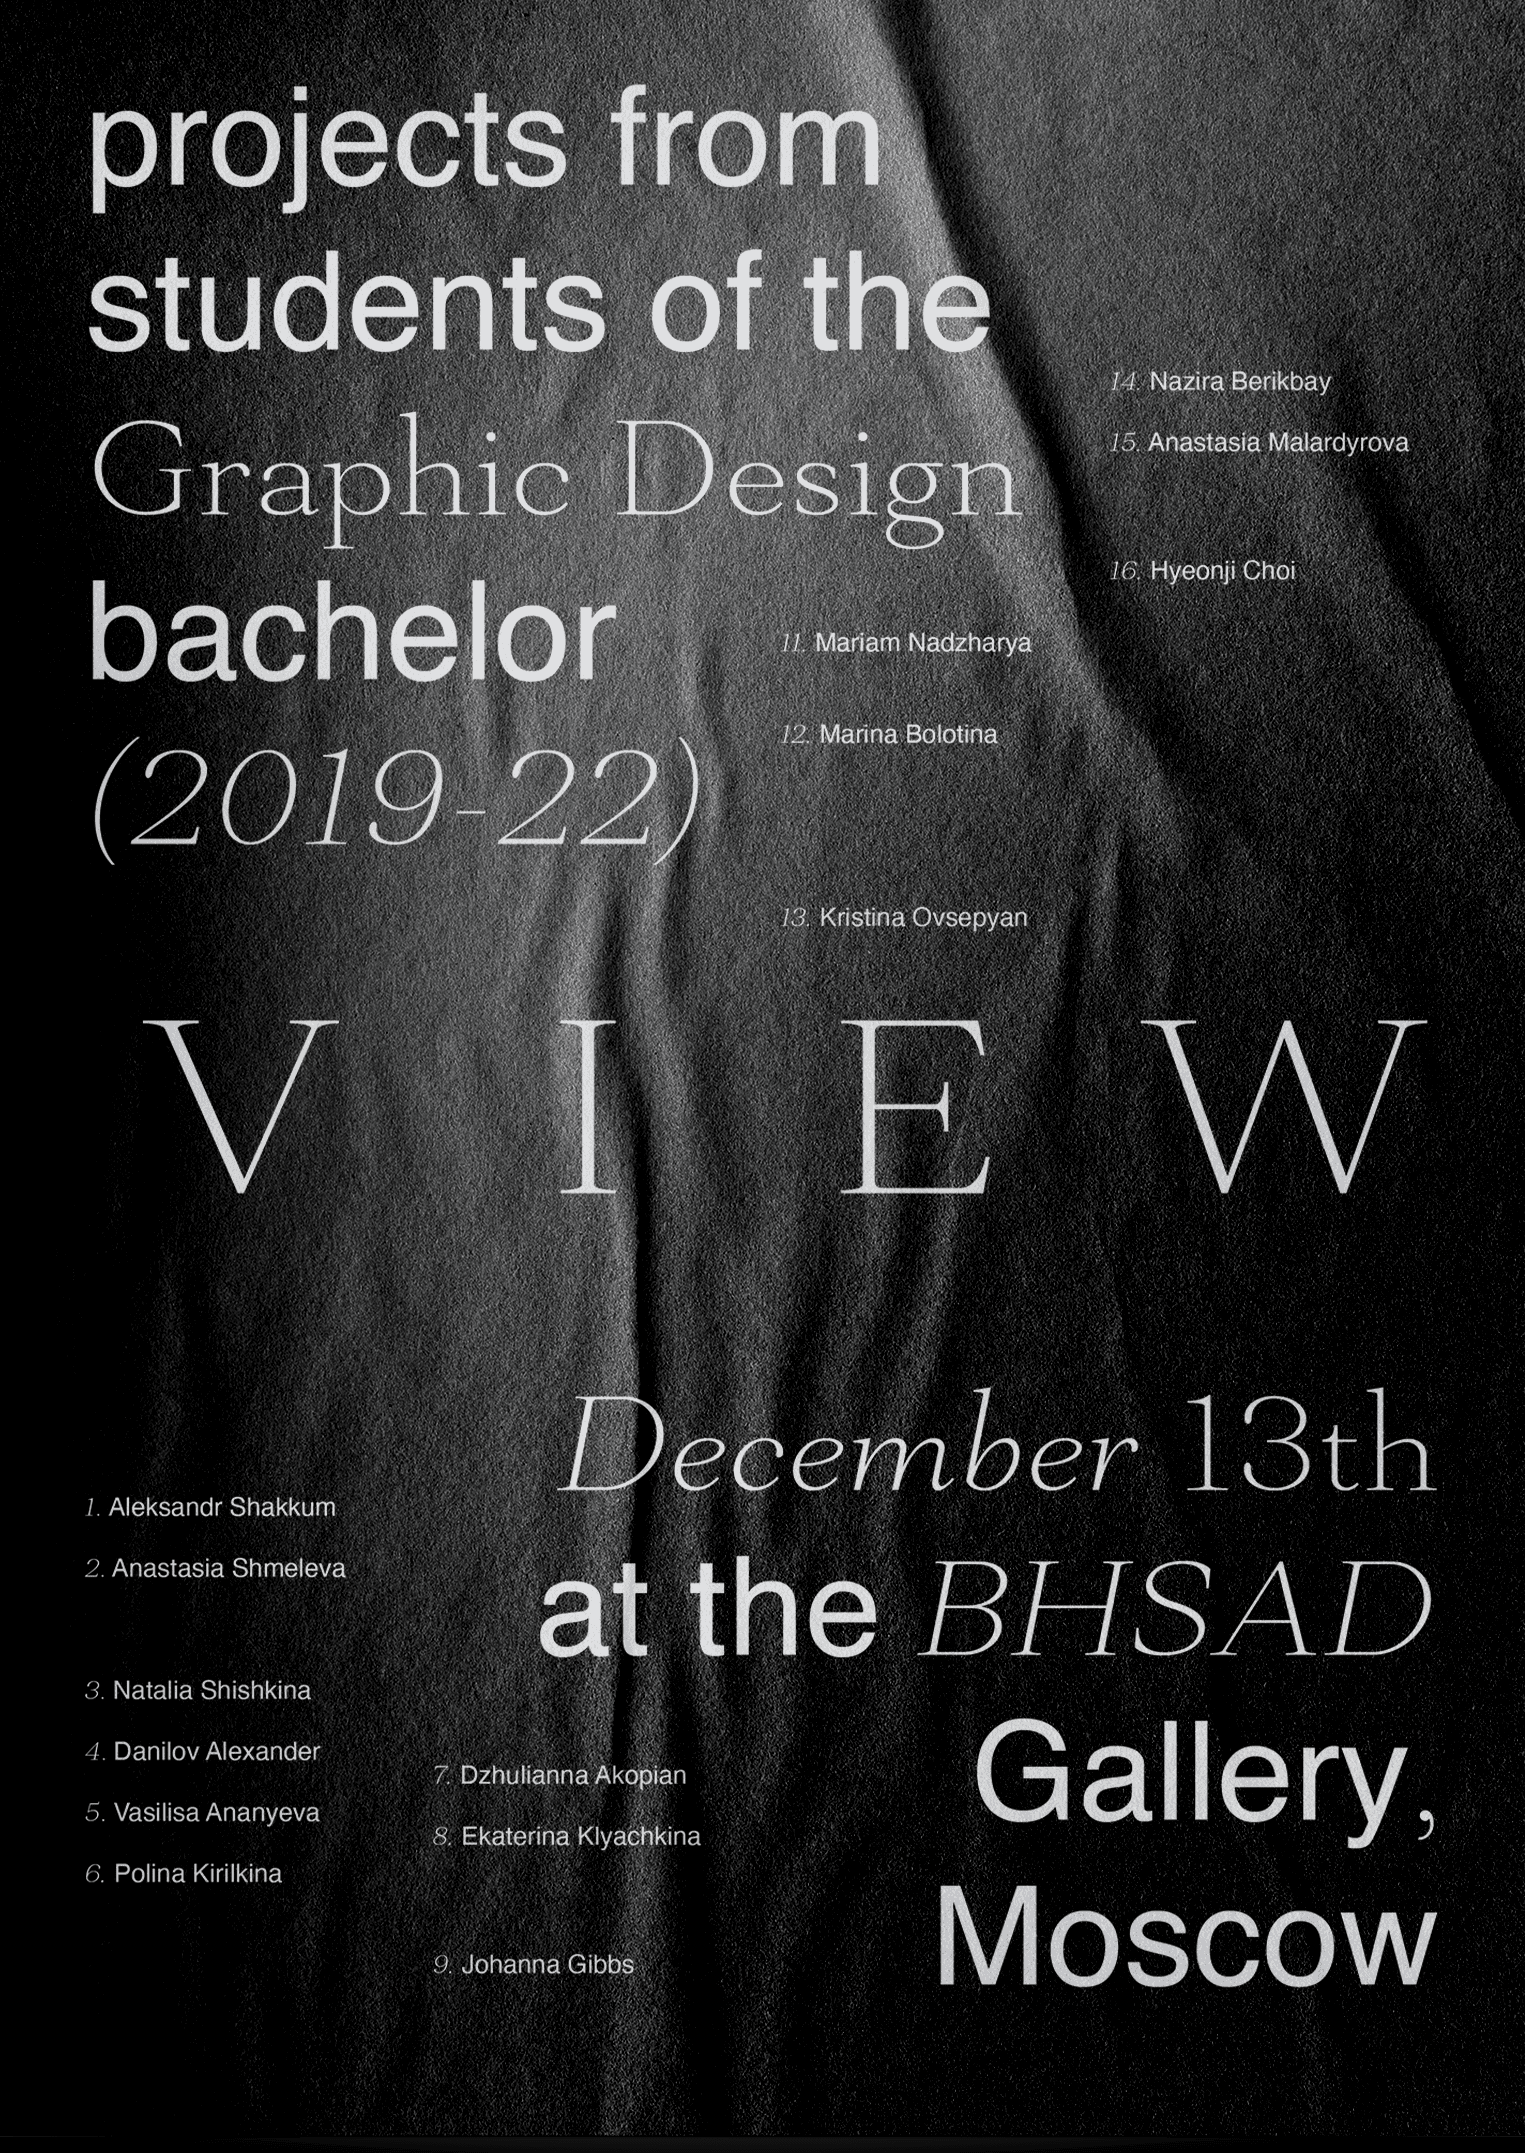 projects from
students of the
Graphic Design
bachelor
(2019-22)
14. Nazira Berikbay
15. Anastasia Malardyrova
16. Hyeonji Choi
11. Mariam Nadzharya
12. Marina Bolotina
13. Kristina Ovsepyan
VIEW
December 13th
at the BHSAD
Gallery,
Moscow
1. Aleksandr Shakkum
2. Anastasia Shmeleva
3. Natalia Shishkina
4. Danilov Alexander
5. Vasilisa Ananyeva
6. Polina Kirilkina
7. Dzhulianna Akopian
8. Ekaterina Klyachkina
9. Johanna Gibbs